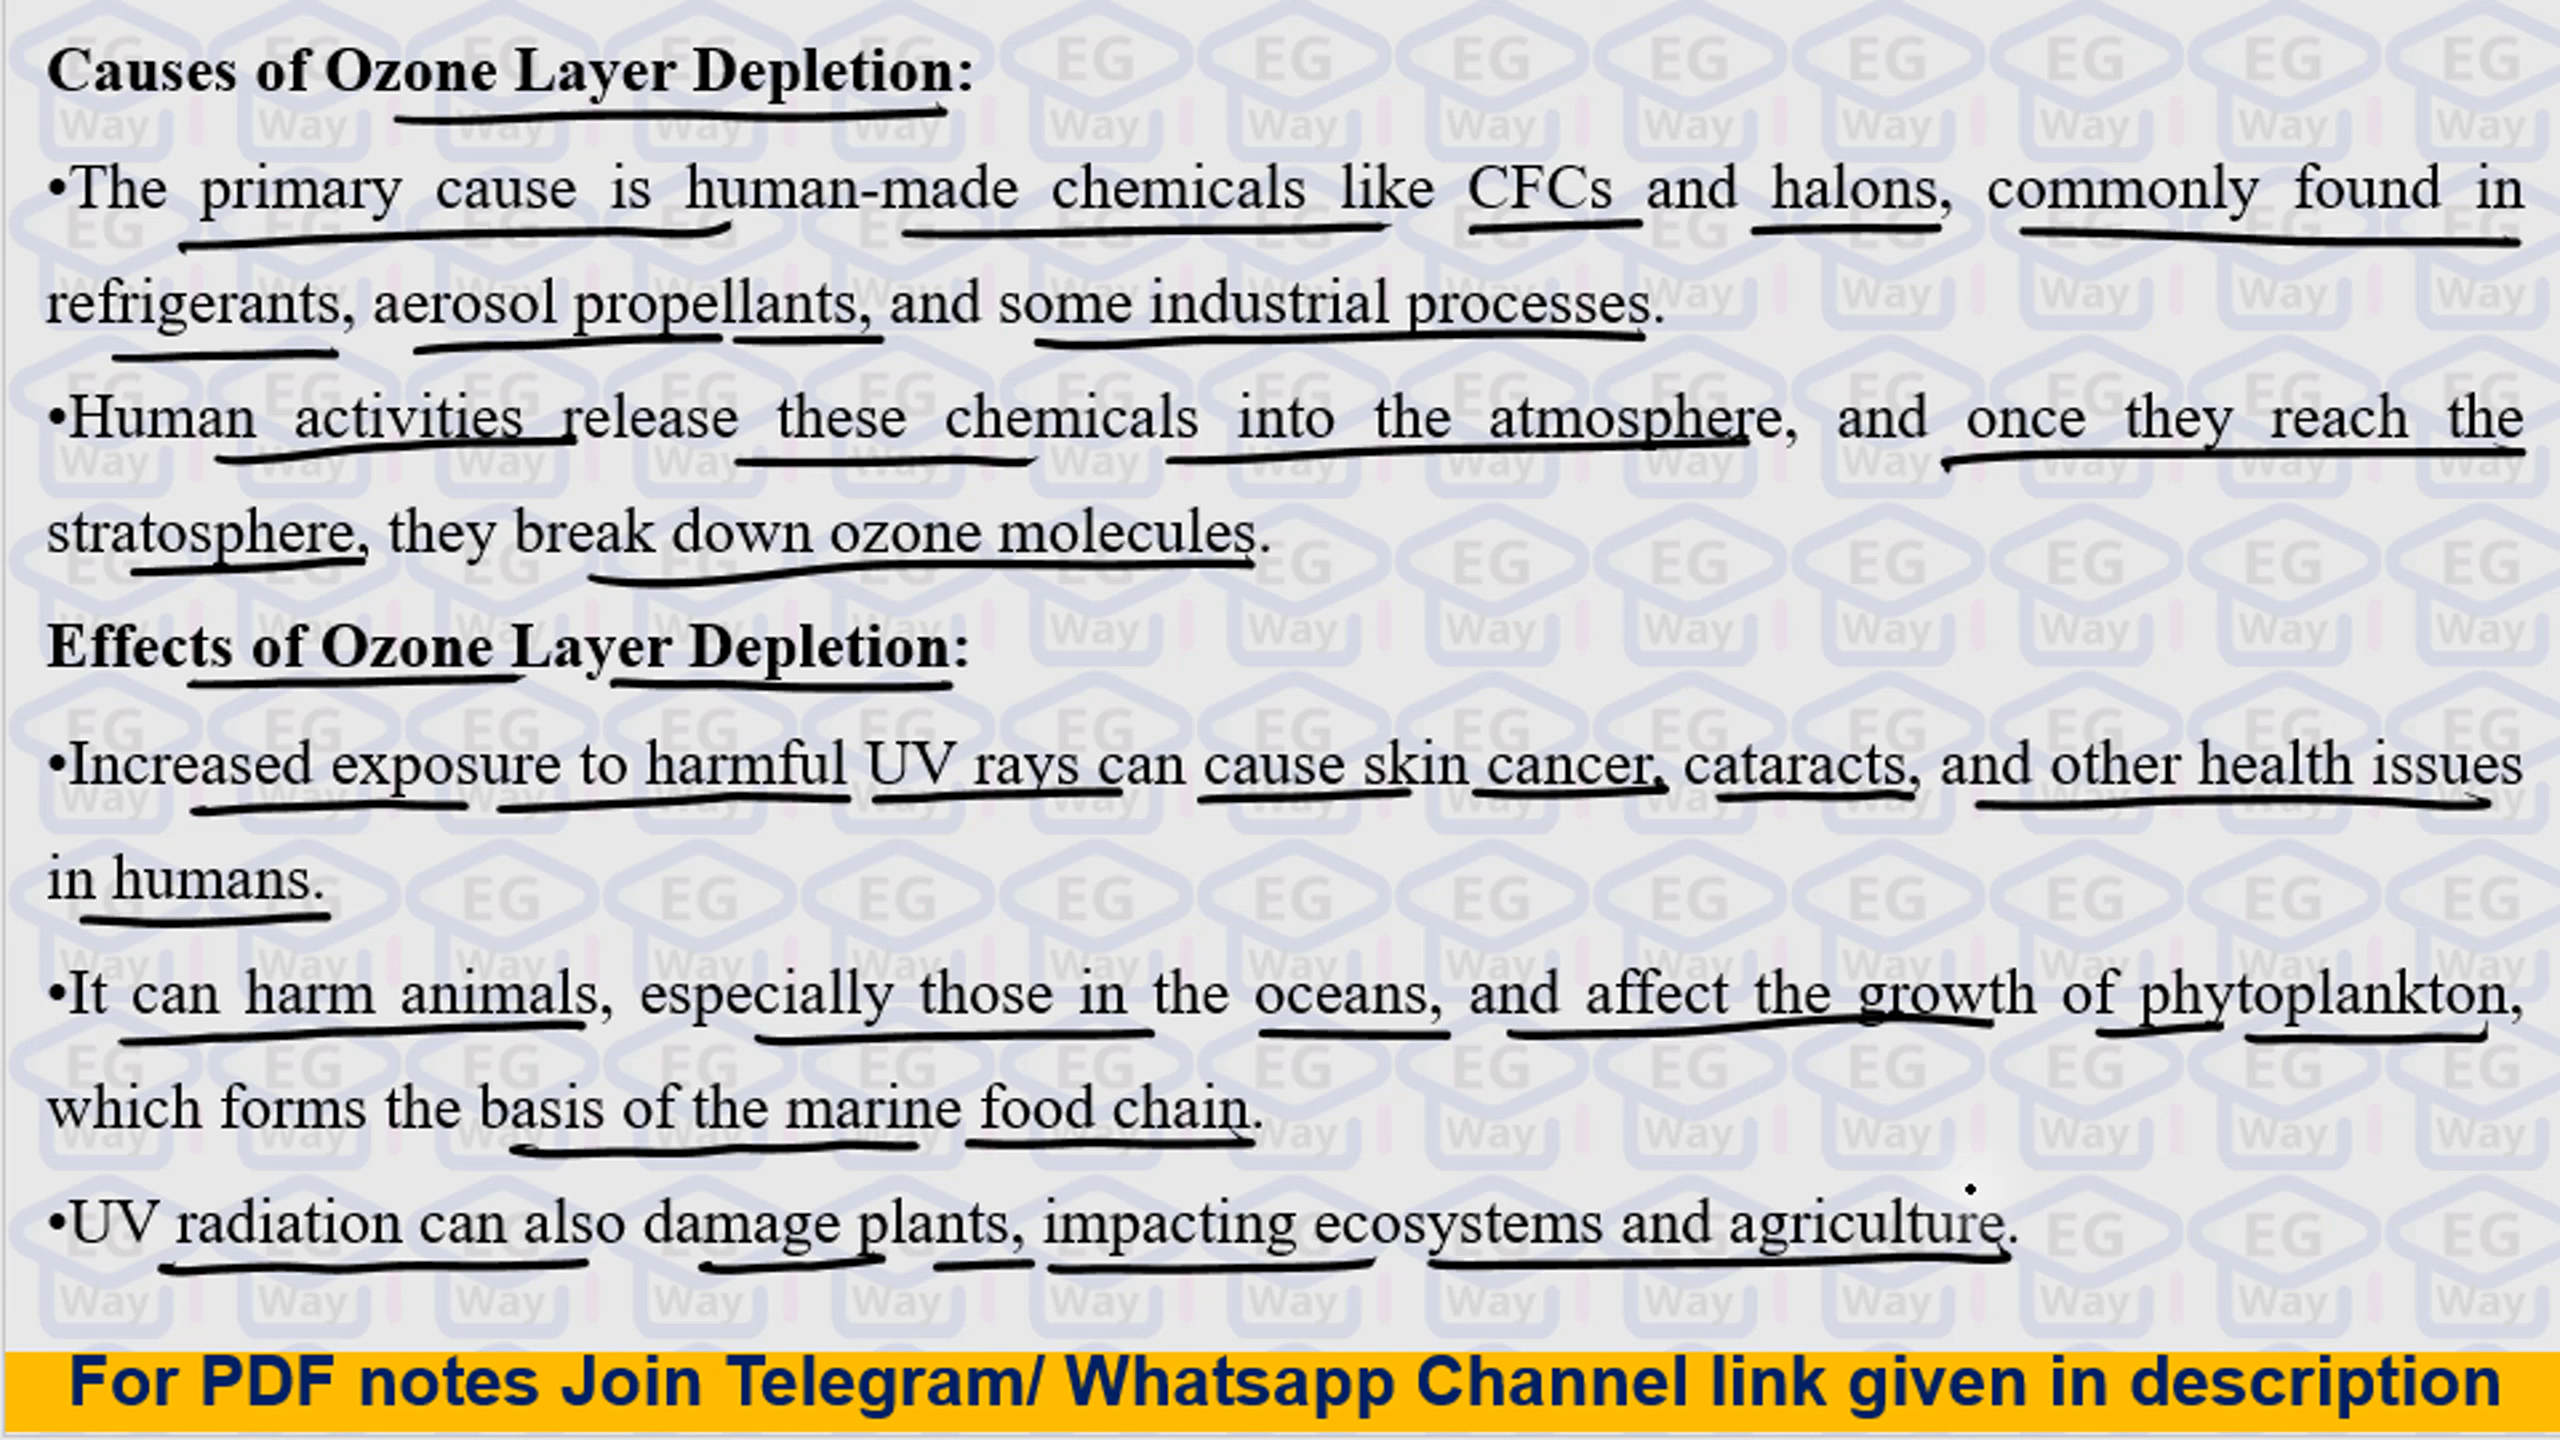 Causes of Ozone Layer Depletion:
•The primary cause is human-made chemicals like CFCs and halons, commonly found in
refrigerants, aerosol propellants, and some industrial processes.
•Human activities release these chemicals into the atmosphere, and once they reach the
stratosphere, they break down ozone molecules.
Effects of Ozone Layer Depletion:
•Increased exposure to harmful UV rays can cause skin cancer, cataracts, and other health issues
in humans.
•It can harm animals, especially those in the oceans, and affect the growth of phytoplankton,
which forms the basis of the marine food chain.
•UV radiation can also damage plants, impacting ecosystems and agriculture.
For PDF notes Join Telegram/ Whatsapp Channel link given in description